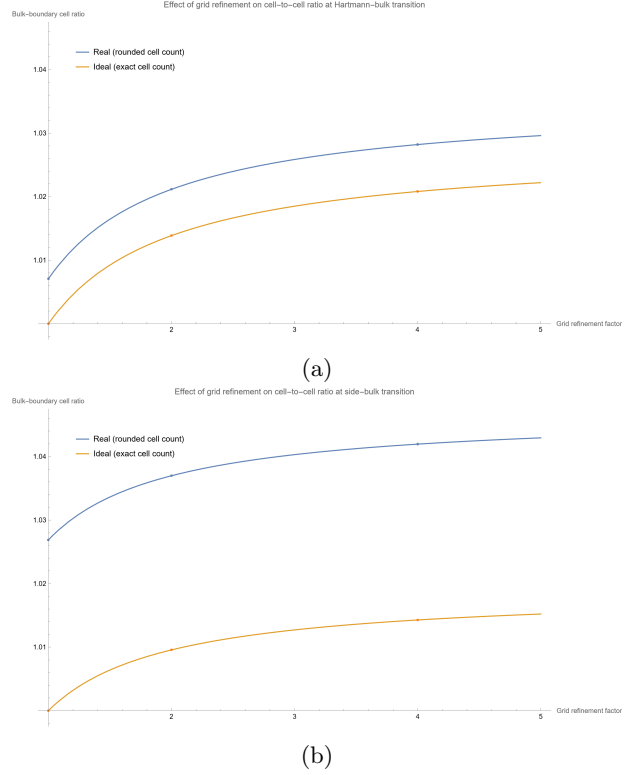 Effect of grid refinement on cell-to-cell ratio at Hartmann-bulk transition
Bulk-boundary cell ratio
Real (rounded cell count)
Ideal (exact cell count)
1.04
1.03
1.02
1.01
2
3
4
5
Grid refinement factor
(a)
Effect of grid refinement on cell-to-cell ratio at side-bulk transition
Bulk-boundary cell ratio
Real (rounded cell count)
Ideal (exact cell count)
1.04
1.03
1.02
1.01
2
3
4
5
Grid refinement factor
(b)